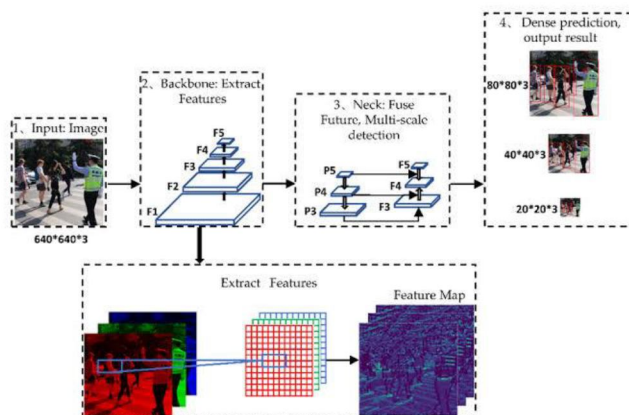 1、Input: Image
640*640*3
2、Backbone: Extract
Features
F5
F4
F3
F2
F1
3、Neck: Fuse
Future, Multi-scale
detection
P5
P4
P3
F5
F4
F3
4、 Dense prediction,
output result
80*80*3
40*40*3
20*20*3
Extract Features
Feature Map